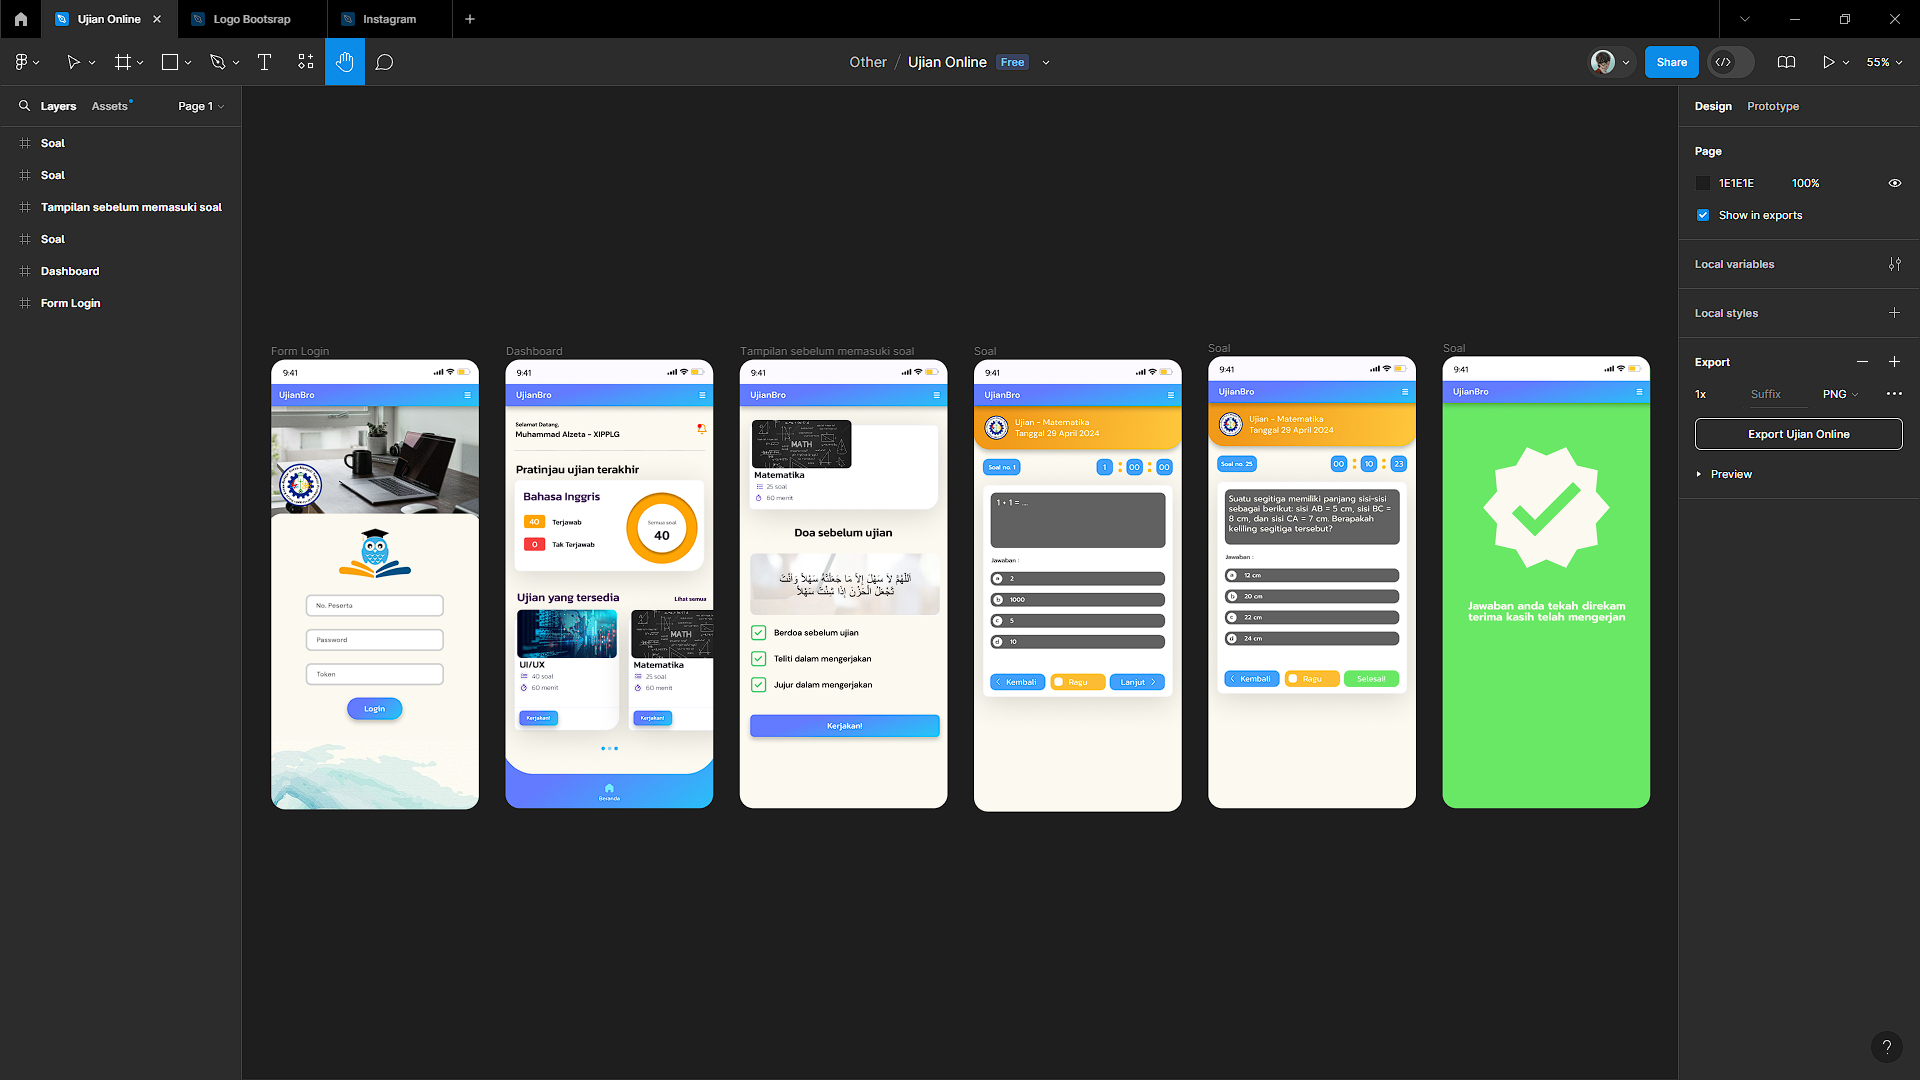 Ujian Online
Logo Bootsrap
Instagram
Other / Ujian Online Free
Share
55%
Layers
Assets
Page 1
Soal
Soal
Tampilan sebelum memasuki soal
Soal
Dashboard
Form Login
Form Login
9:41
UjianBro
No. Peserta
Password
Token
Login
Dashboard
9:41
UjianBro
Selamat Datang,
Muhammad Alzeta - XIPPLG
Pratinjau ujian terakhir
Bahasa Inggris
40 Terjawab
0 Tak Terjawab
Semua soal
40
Ujian yang tersedia
Lihat semua
UI/UX
40 soal
60 menit
Kerjakan!
MATH
Matematika
25 soal
60 menit
Kerjakan!
Beranda
Tampilan sebelum memasuki soal
9:41
UjianBro
MATH
Matematika
25 soal
60 menit
Doa sebelum ujian
اَللّٰهُمَّ لاَ سَهْلَ إِلاَّ مَا جَعَلْتَهُ سَهْلاً وَأَنْتَ
تَجْعَلُ الْحَزْنَ إِذَا شِئْتَ سَهْلاً
Berdoa sebelum ujian
Teliti dalam mengerjakan
Jujur dalam mengerjakan
Kerjakan!
Soal
9:41
UjianBro
Ujian - Matematika
Tanggal 29 April 2024
Soal no. 1
1 : 00 : 00
1 + 1 = ...
Jawaban :
a 2
b 1000
c 5
d 10
Kembali
Ragu
Lanjut
Soal
9:41
UjianBro
Ujian - Matematika
Tanggal 29 April 2024
Soal no. 25
00 : 10 : 23
Suatu segitiga memiliki panjang sisi-sisi
sebagai berikut: sisi AB = 5 cm, sisi BC =
8 cm, dan sisi CA = 7 cm. Berapakah
keliling segitiga tersebut?
Jawaban :
a 12 cm
b 20 cm
c 22 cm
d 24 cm
Kembali
Ragu
Selesai!
Soal
9:41
UjianBro
Jawaban anda tekah direkam
terima kasih telah mengerjan
Design
Prototype
Page
1E1E1E 100%
Show in exports
Local variables
Local styles
Export
1x Suffix PNG
Export Ujian Online
Preview
?